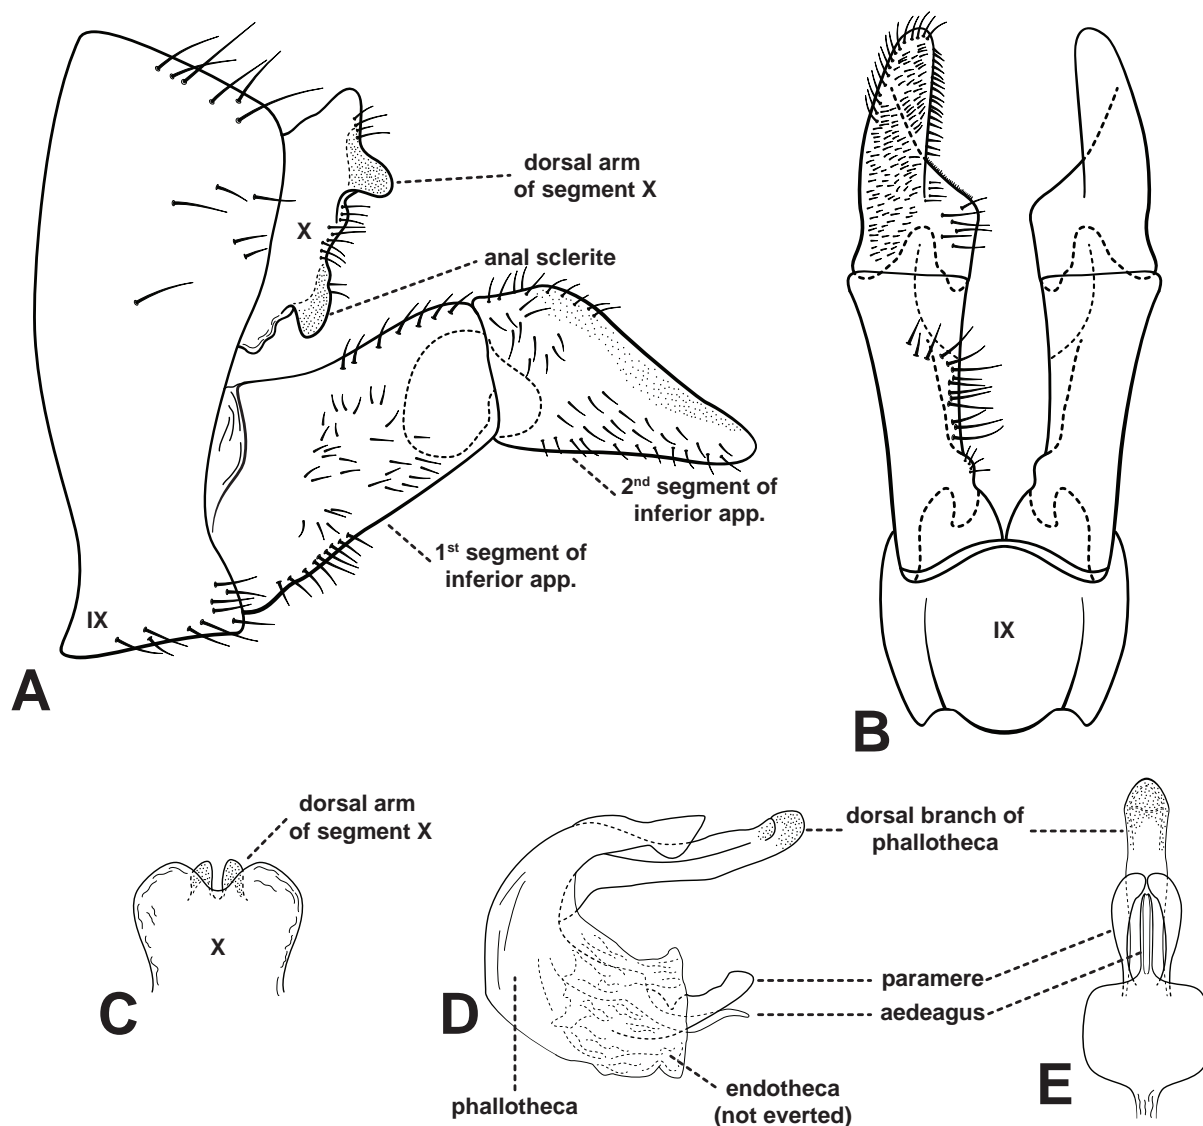 dorsal arm
of segment X
X
anal sclerite
2nd segment of
inferior app.
1st segment of
inferior app.
IX
A
IX
B
dorsal arm
of segment X
X
C
dorsal branch of
phallotheca
paramere
aedeagus
D
E
phallotheca
endotheca
(not everted)